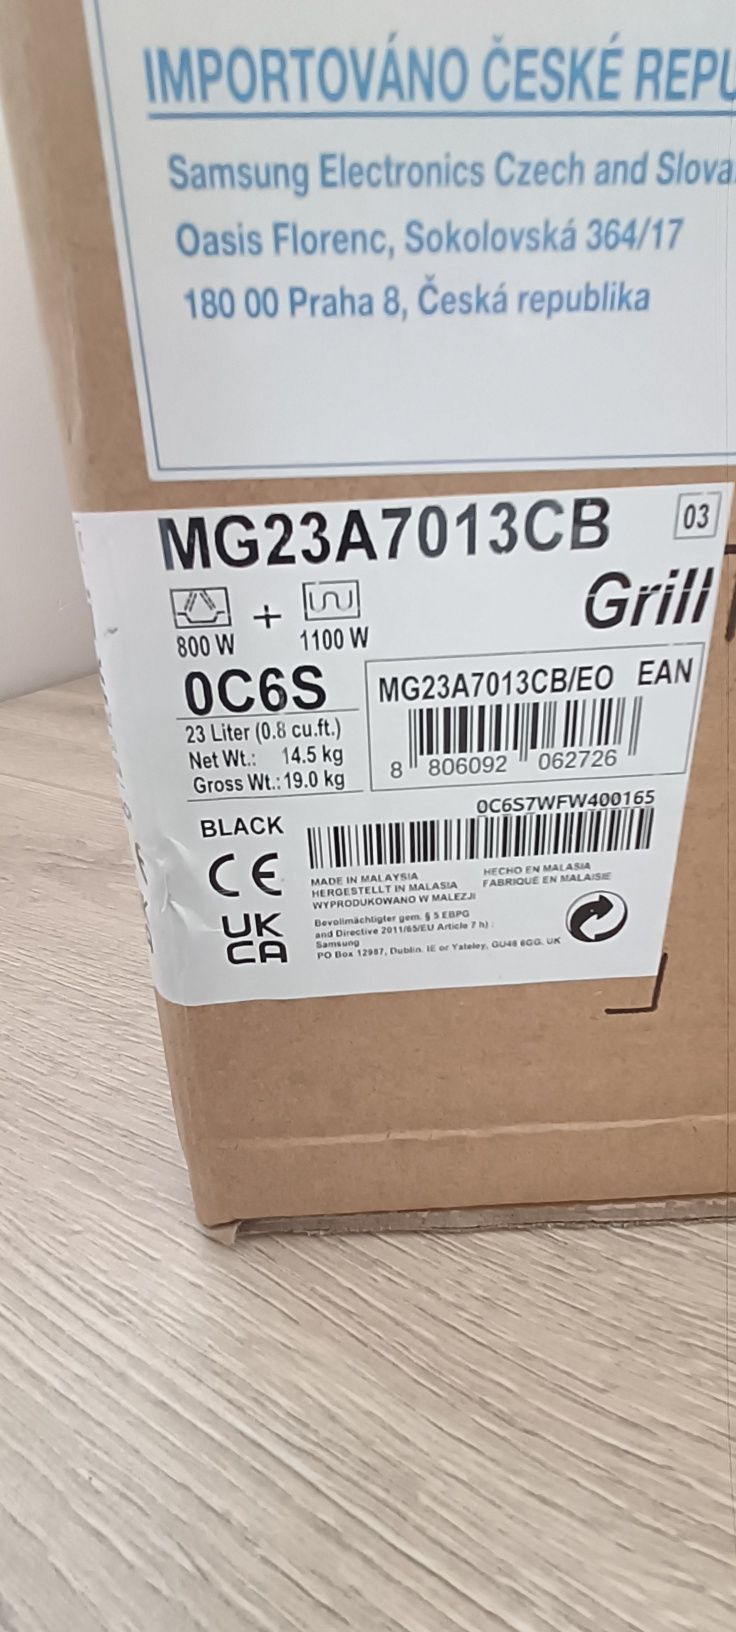 IMPORTOVÁNO ČESKÉ REPU
Samsung Electronics Czech and Slova
Oasis Florenc, Sokolovská 364/17
180 00 Praha 8, Česká republika
MG23A7013CB 03
800 W + 1100 W
Grill
0C6S
23 Liter (0.8 cu.ft.)
Net Wt.: 14.5 kg
Gross Wt.: 19.0 kg
MG23A7013CB/EO EAN
8 806092 062726
BLACK
0C6S7WFW400165
CE
UK
CA
MADE IN MALAYSIA
HERGESTELLT IN MALASIA
WYPRODUKOWANO W MALEZJI
HECHO EN MALASIA
FABRIQUÉ EN MALAISIE
Bevollmächtigter gem. § 5 EBPG
and Directive 2011/65/EU Article 7 h) :
Samsung
PO Box 12987, Dublin. IE or Yateley, GU46 6GG. UK